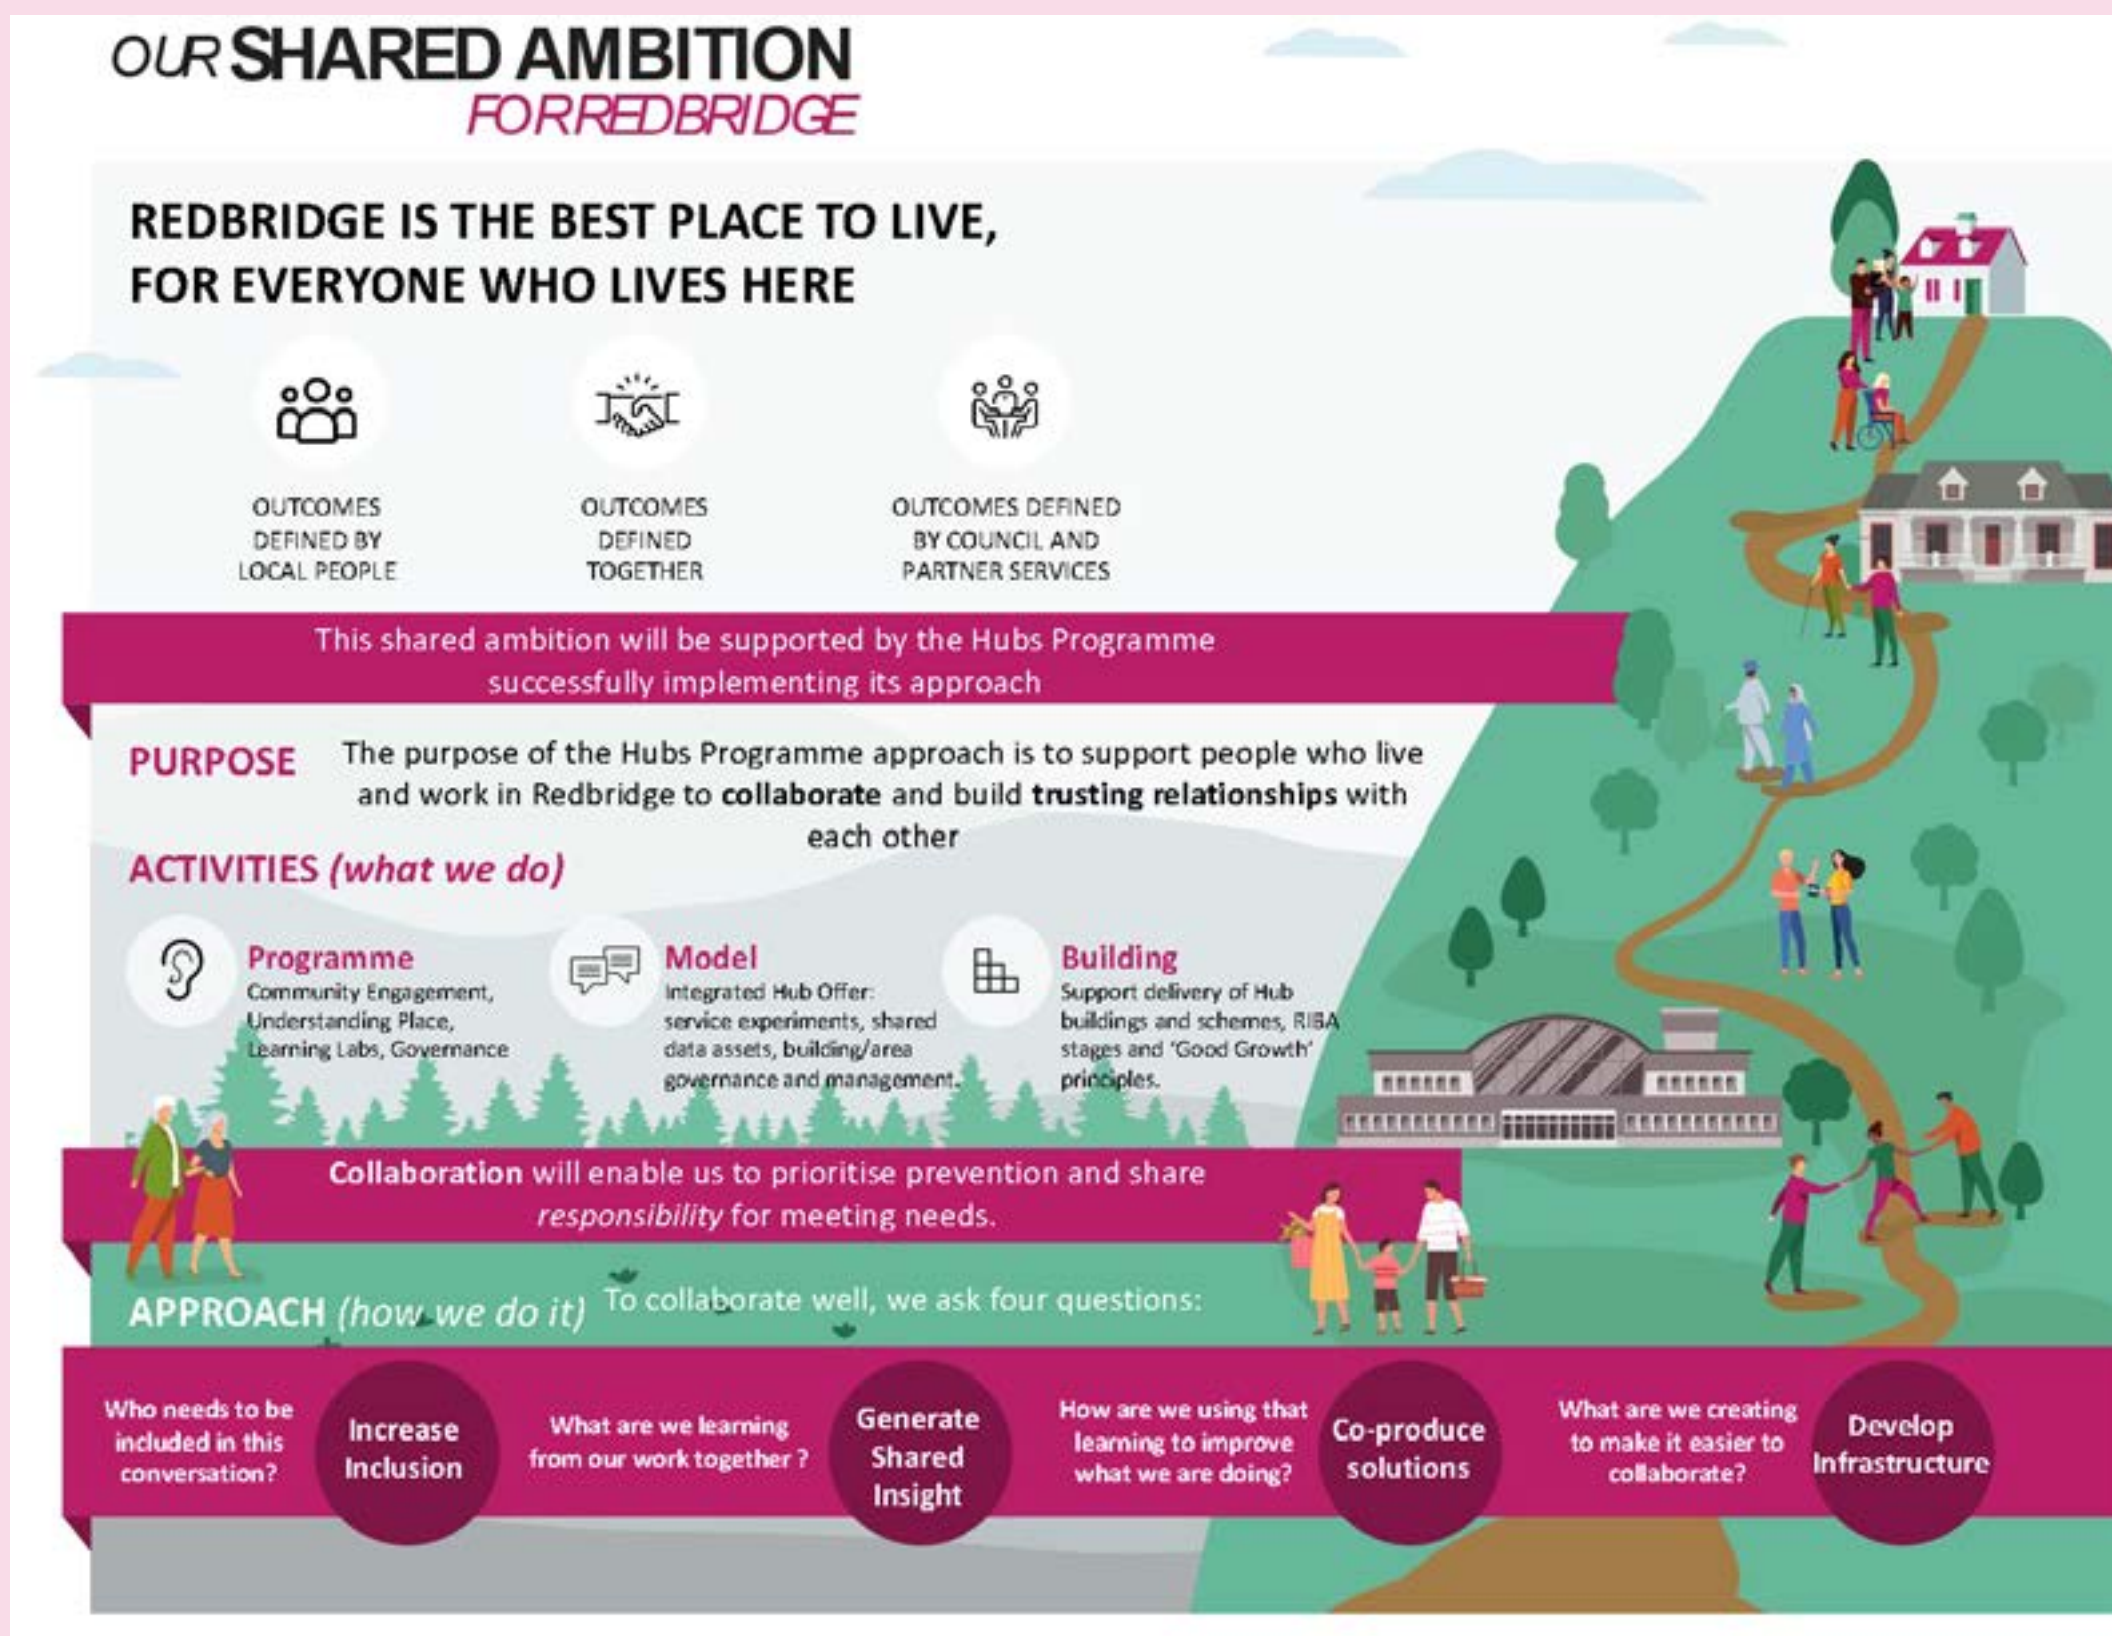 OUR SHARED AMBITION
FOR REDBRIDGE
REDBRIDGE IS THE BEST PLACE TO LIVE,
FOR EVERYONE WHO LIVES HERE
OUTCOMES
DEFINED BY
LOCAL PEOPLE
OUTCOMES
DEFINED
TOGETHER
OUTCOMES DEFINED
BY COUNCIL AND
PARTNER SERVICES
This shared ambition will be supported by the Hubs Programme
successfully implementing its approach
PURPOSE
The purpose of the Hubs Programme approach is to support people who live
and work in Redbridge to collaborate and build trusting relationships with
each other
ACTIVITIES (what we do)
Programme
Community Engagement,
Understanding Place,
Learning Labs, Governance
Model
Integrated Hub Offer:
service experiments, shared
data assets, building/area
governance and management.
Building
Support delivery of Hub
buildings and schemes, RIBA
stages and 'Good Growth'
principles.
Collaboration will enable us to prioritise prevention and share
responsibility for meeting needs.
APPROACH (how we do it)
To collaborate well, we ask four questions:
Who needs to be
included in this
conversation?
Increase
Inclusion
What are we learning
from our work together ?
Generate
Shared
Insight
How are we using that
learning to improve
what we are doing?
Co-produce
solutions
What are we creating
to make it easier to
collaborate?
Develop
Infrastructure